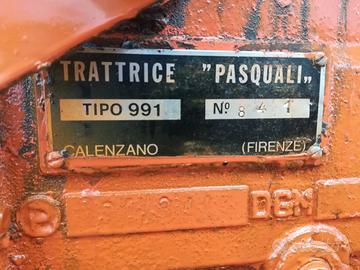 TRATTRICE "PASQUALI„
TIPO 991 Nº 8 4 1
CALENZANO (FIRENZE)
DBM